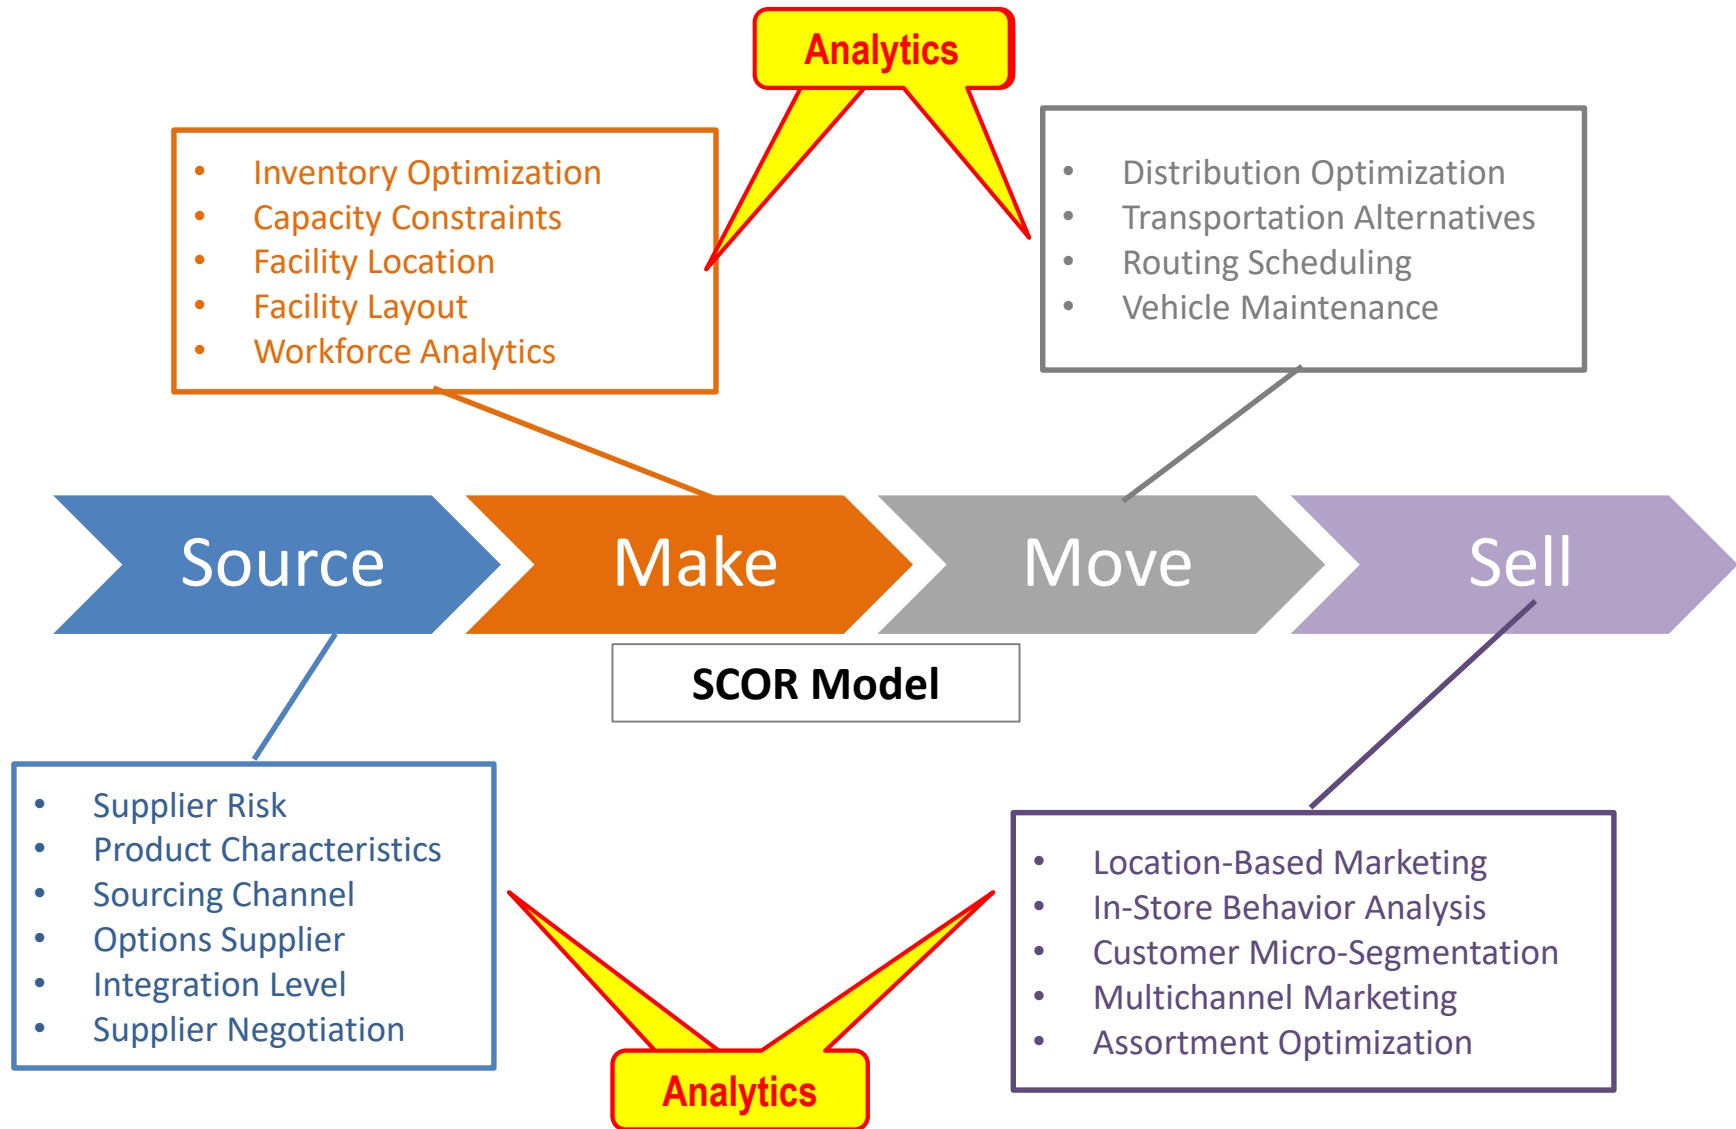 Analytics
• Inventory Optimization
• Capacity Constraints
• Facility Location
• Facility Layout
• Workforce Analytics
• Distribution Optimization
• Transportation Alternatives
• Routing Scheduling
• Vehicle Maintenance
Source
Make
Move
Sell
SCOR Model
• Supplier Risk
• Product Characteristics
• Sourcing Channel
• Options Supplier
• Integration Level
• Supplier Negotiation
• Location-Based Marketing
• In-Store Behavior Analysis
• Customer Micro-Segmentation
• Multichannel Marketing
• Assortment Optimization
Analytics